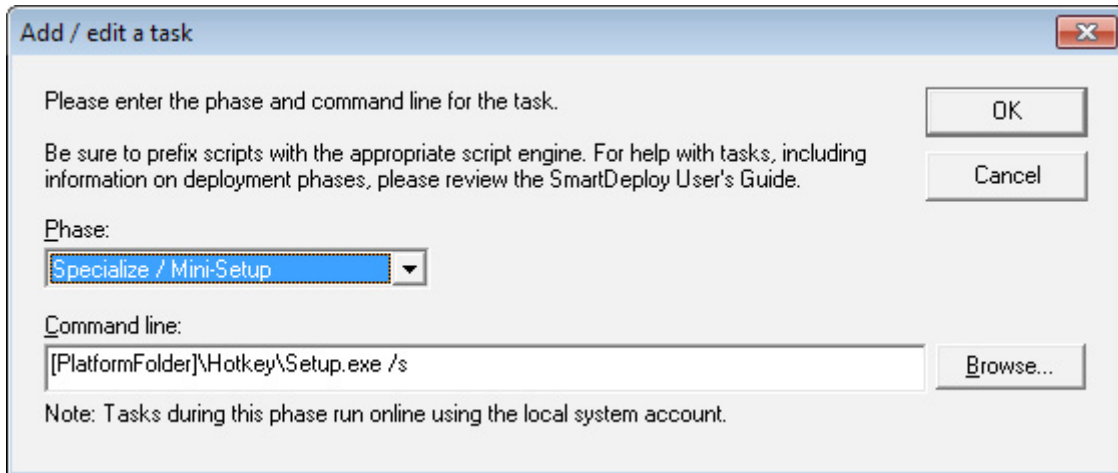 Add / edit a task
Please enter the phase and command line for the task.
OK
Be sure to prefix scripts with the appropriate script engine. For help with tasks, including
information on deployment phases, please review the SmartDeploy User's Guide.
Cancel
Phase:
Specialize / Mini-Setup
Command line:
[PlatformFolder]\Hotkey\Setup.exe /s
Browse...
Note: Tasks during this phase run online using the local system account.